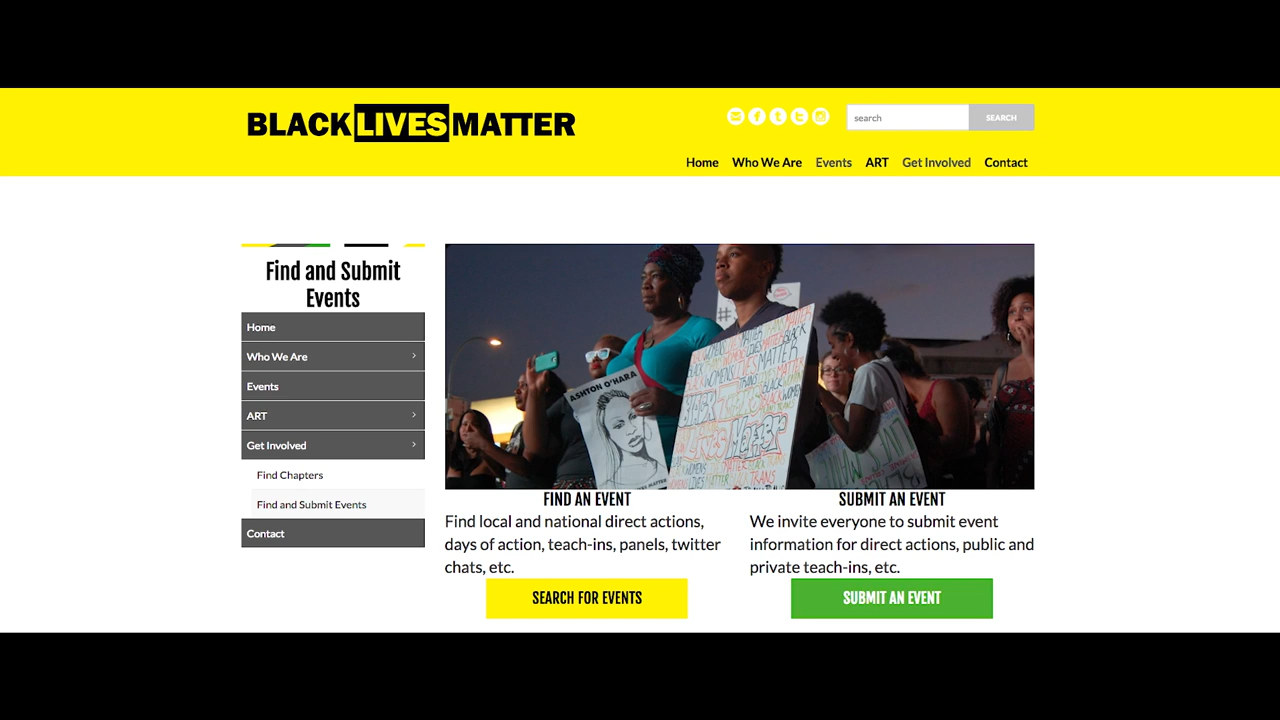 BLACK LIVES MATTER
search
SEARCH
Home Who We Are Events ART Get Involved Contact
Find and Submit
Events
Home
Who We Are
Events
ART
Get Involved
Find Chapters
Find and Submit Events
Contact
#
ASHTON O'HARA
FIND AN EVENT
Find local and national direct actions,
days of action, teach-ins, panels, twitter
chats, etc.
SEARCH FOR EVENTS
SUBMIT AN EVENT
We invite everyone to submit event
information for direct actions, public and
private teach-ins, etc.
SUBMIT AN EVENT